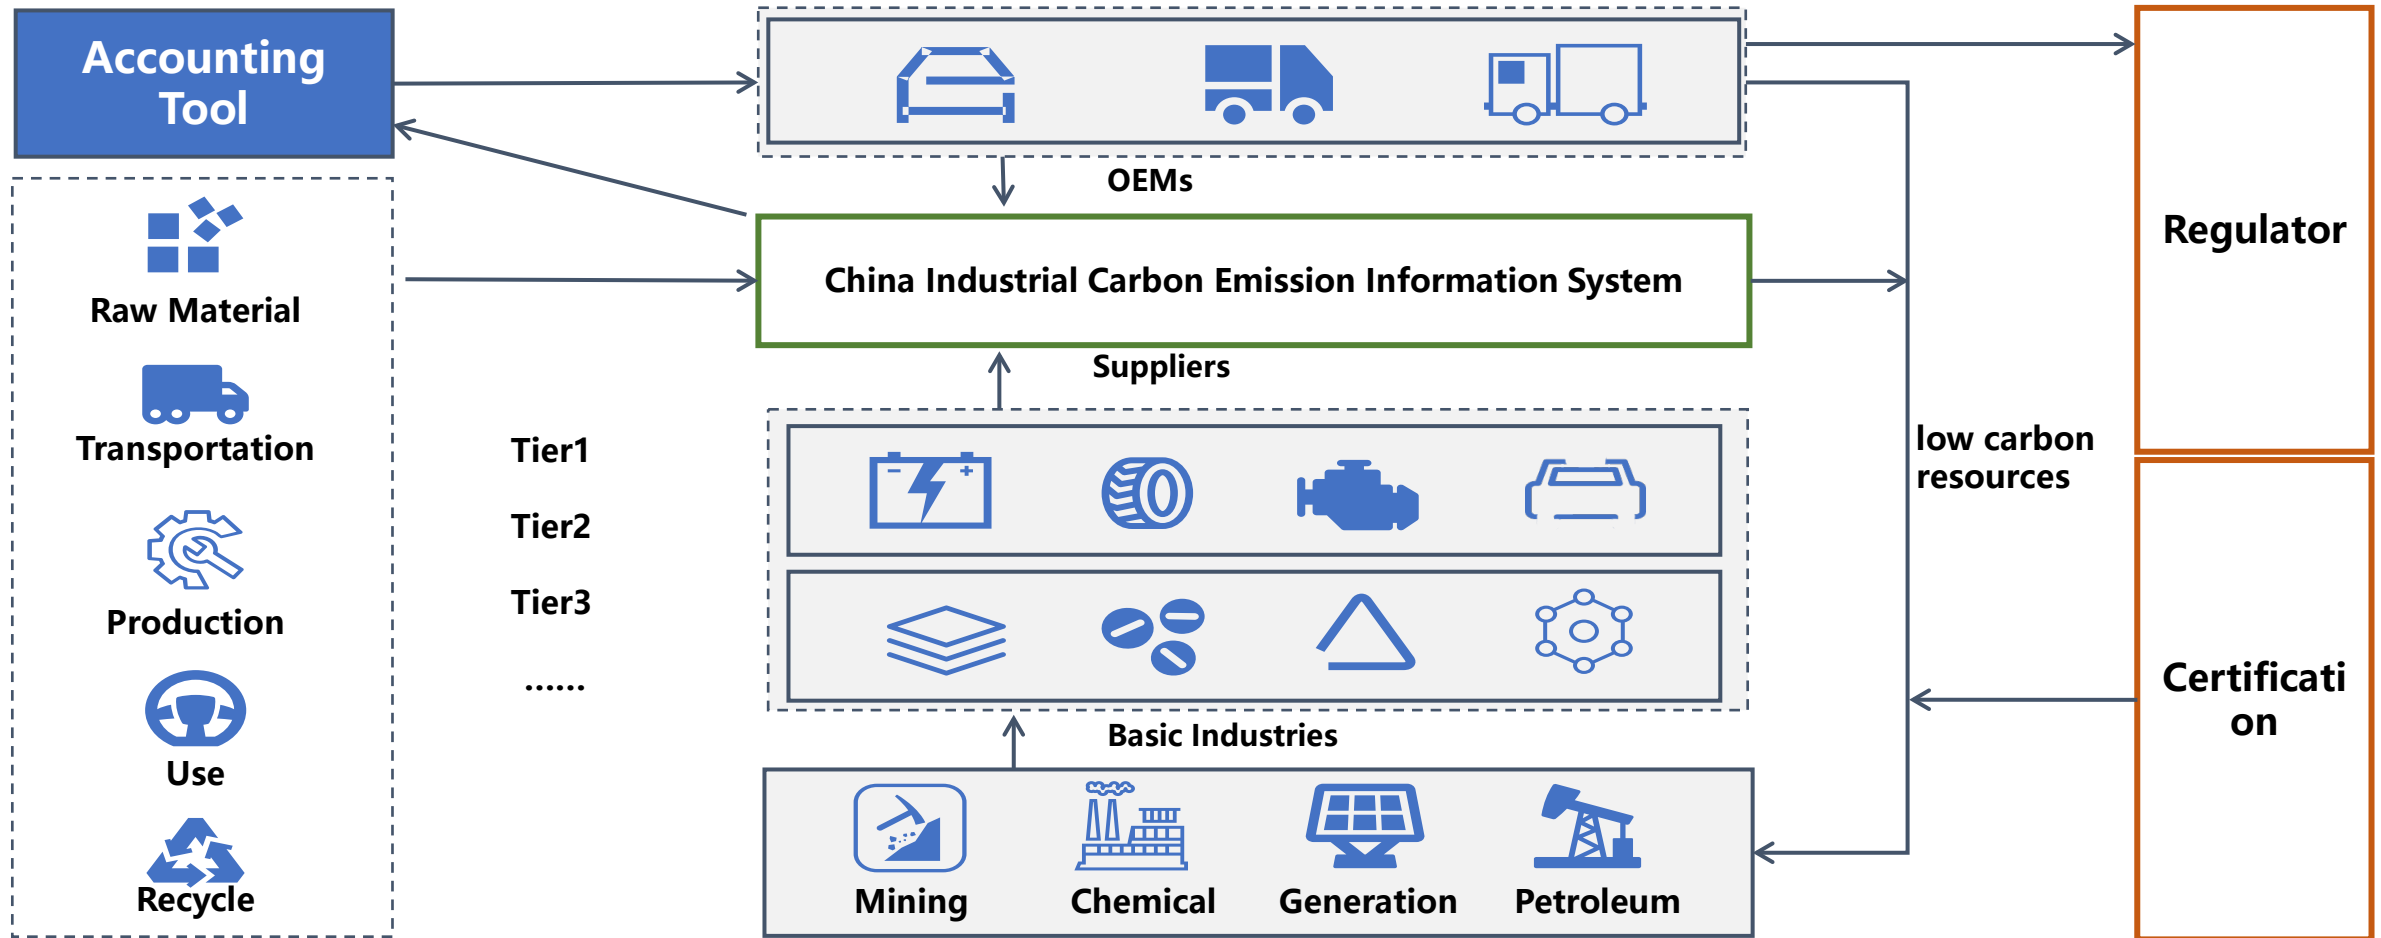 Accounting
Tool
Raw Material
Transportation
Production
Use
Recycle
Tier1
Tier2
Tier3
......
OEMs
China Industrial Carbon Emission Information System
Suppliers
Basic Industries
Mining
Chemical
Generation
Petroleum
low carbon
resources
Regulator
Certificati
on